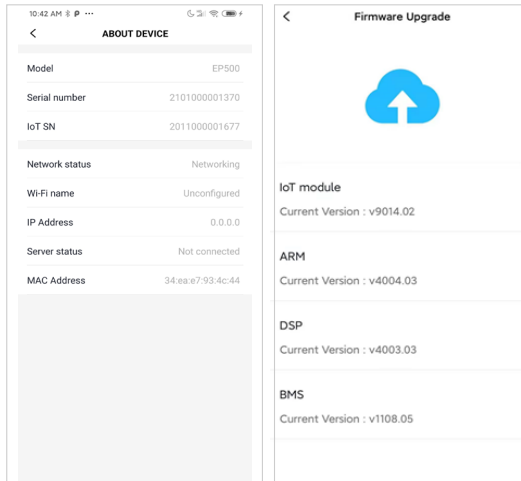 10:42 AM
ABOUT DEVICE
Model EP500
Serial number 2101000001370
IoT SN 2011000001677
Network status Networking
Wi-Fi name Unconfigured
IP Address 0.0.0.0
Server status Not connected
MAC Address 34:ea:e7:93:4c:44
Firmware Upgrade
IoT module
Current Version : v9014.02
ARM
Current Version : v4004.03
DSP
Current Version : v4003.03
BMS
Current Version : v1108.05